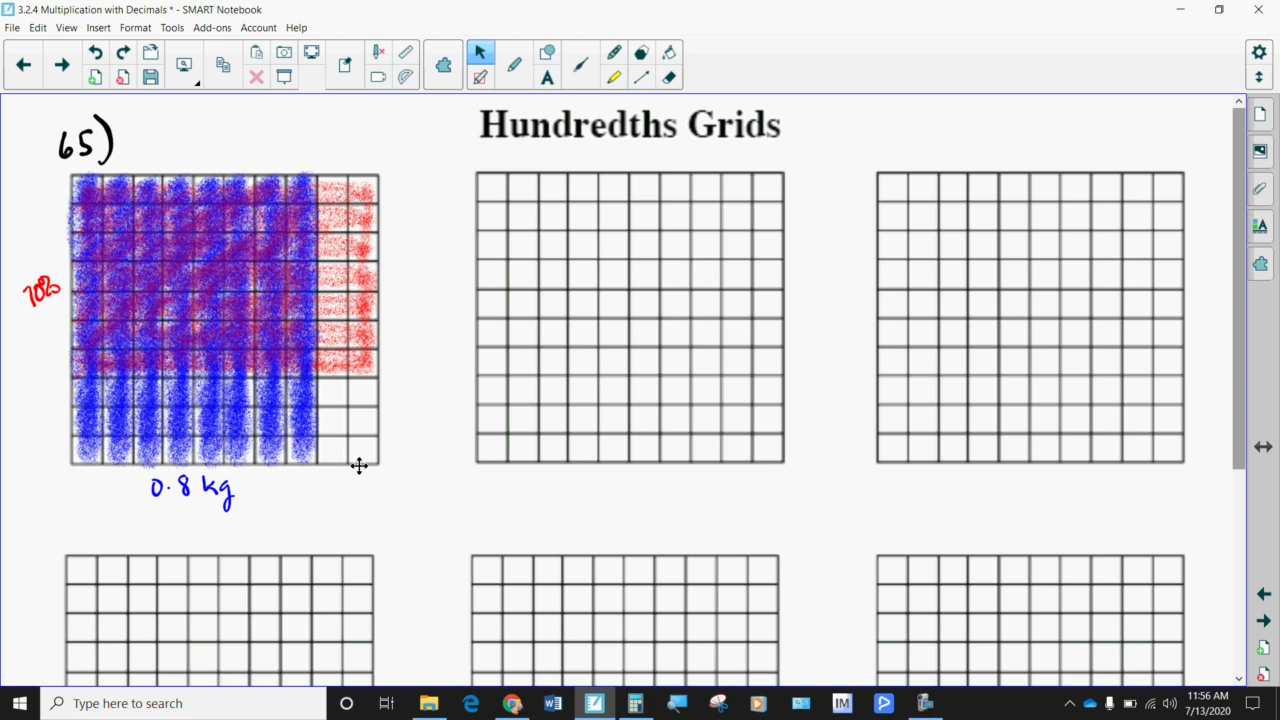 3.2.4 Multiplication with Decimals * - SMART Notebook
File Edit View Insert Format Tools Add-ons Account Help
65)
Hundredths Grids
70%
0.8 kg
Type here to search
11:56 AM
7/13/2020